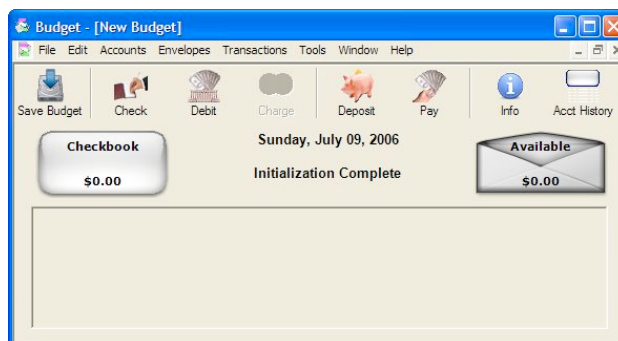 Budget - [New Budget]
File Edit Accounts Envelopes Transactions Tools Window Help
Save Budget Check Debit Charge Deposit Pay Info Acct History
Sunday, July 09, 2006
Checkbook
$0.00
Initialization Complete
Available
$0.00